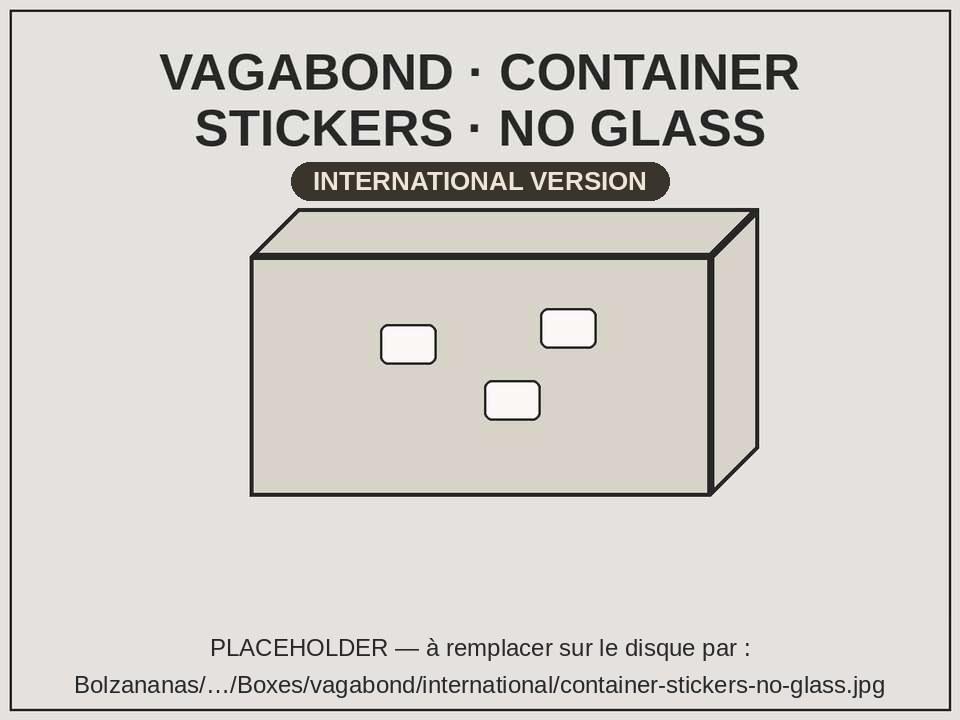 VAGABOND · CONTAINER
STICKERS · NO GLASS
INTERNATIONAL VERSION
PLACEHOLDER — à remplacer sur le disque par :
Bolzananas/…/Boxes/vagabond/international/container-stickers-no-glass.jpg